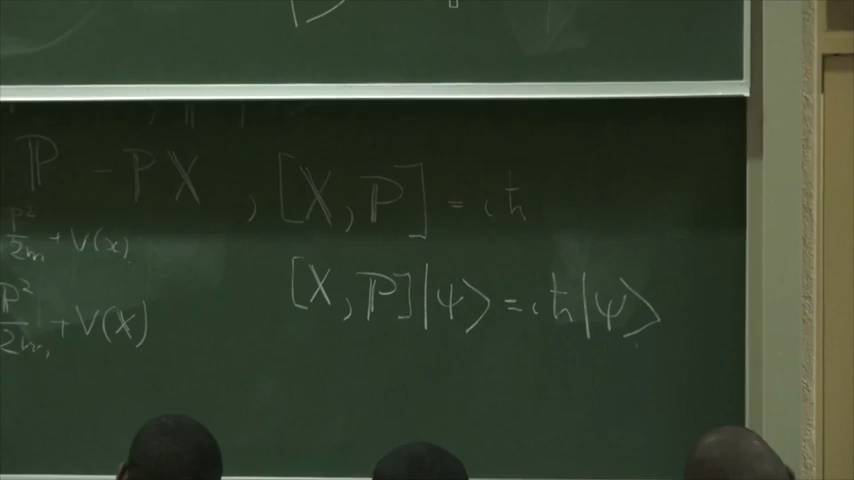 ℙ - ℙX , [X, ℙ] = iħ
P²/2m + V(x)
[X, ℙ]|ψ⟩ = iħ|ψ⟩
ℙ²/2m + V(X)